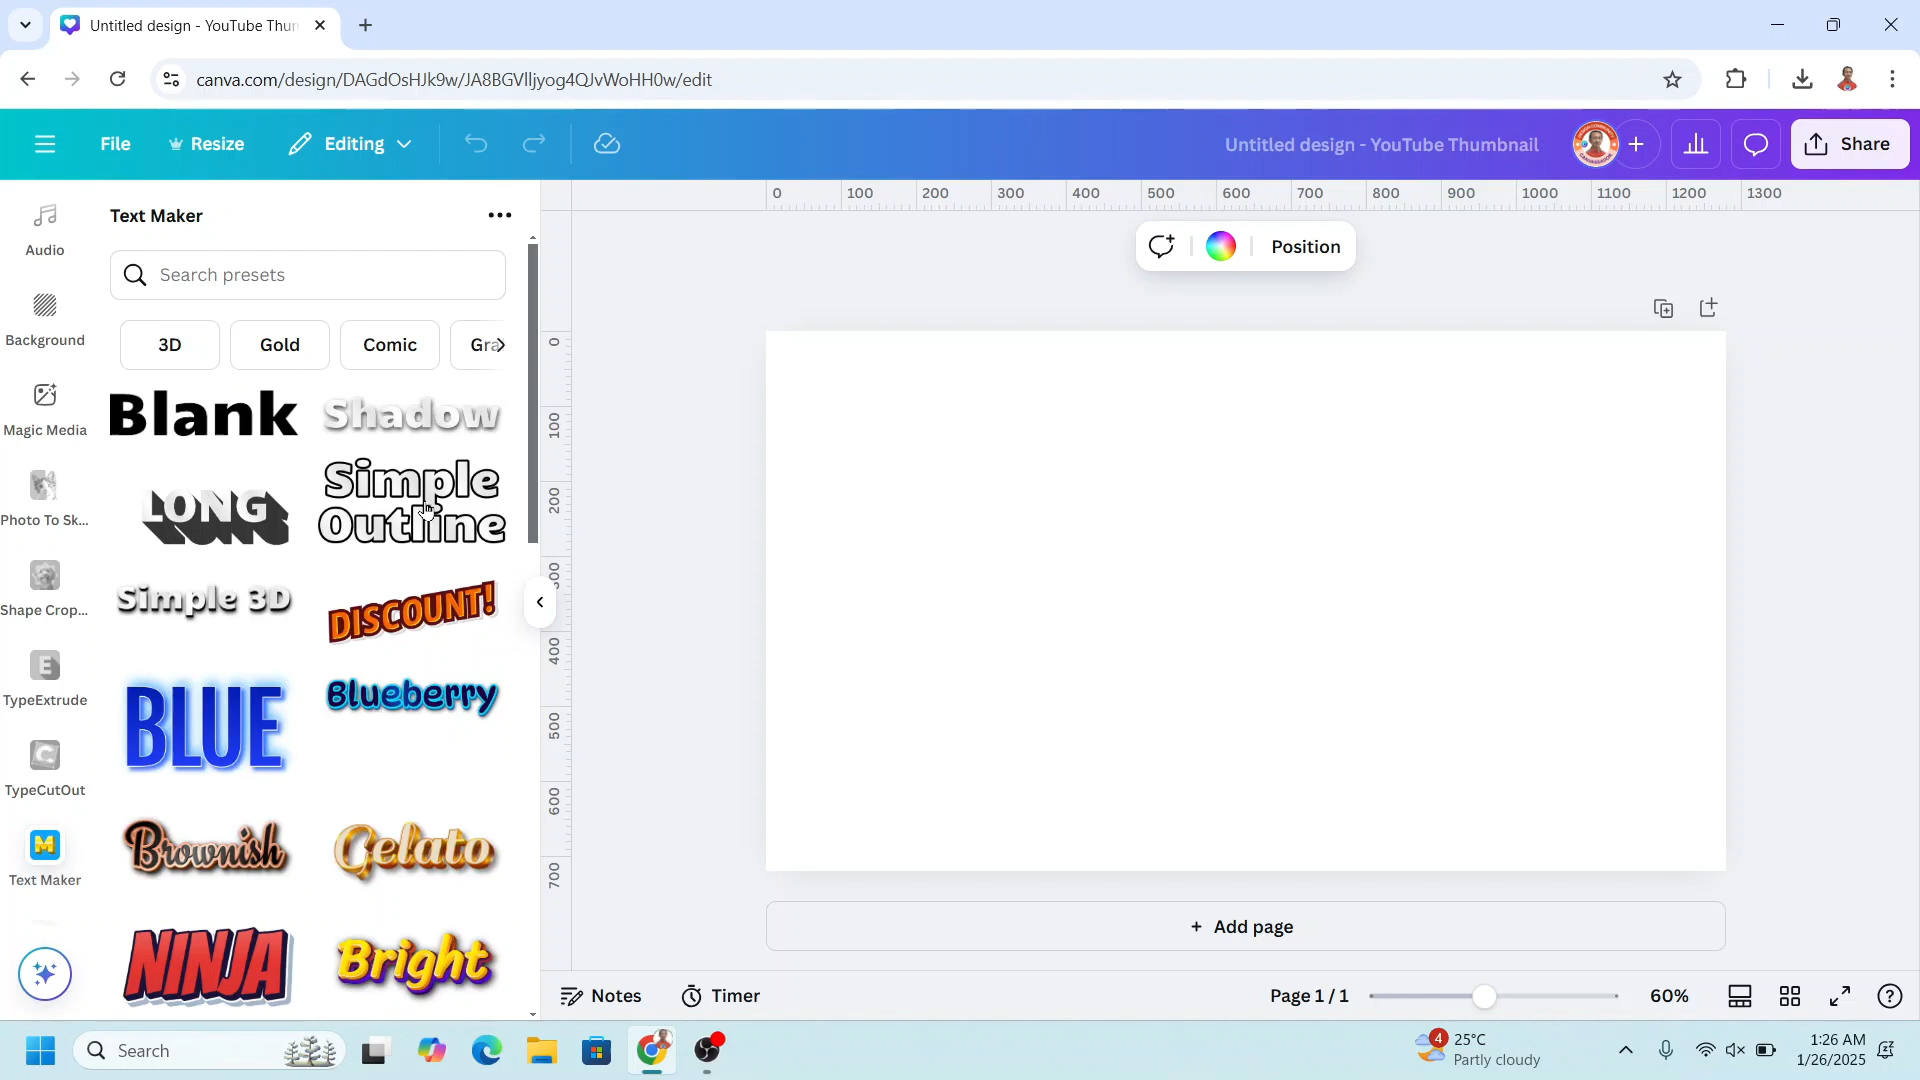 Untitled design - YouTube Thun
canva.com/design/DAGdOsHJk9w/JA8BGVlljyog4QJvWoHH0w/edit
File
Resize
Editing
Untitled design - YouTube Thumbnail
Share
Audio
Background
Magic Media
Photo To Sk...
Shape Crop...
TypeExtrude
TypeCutOut
Text Maker
Text Maker
Search presets
3D
Gold
Comic
Gra
Blank
Shadow
LONG
Simple
Outline
Simple 3D
DISCOUNT!
BLUE
Blueberry
Brownish
Gelato
NINJA
Bright
0 100 200 300 400 500 600 700 800 900 1000 1100 1200 1300
0
100
200
300
400
500
600
700
Position
+ Add page
Notes
Timer
Page 1 / 1
60%
Search
4
25°C
Partly cloudy
1:26 AM
1/26/2025